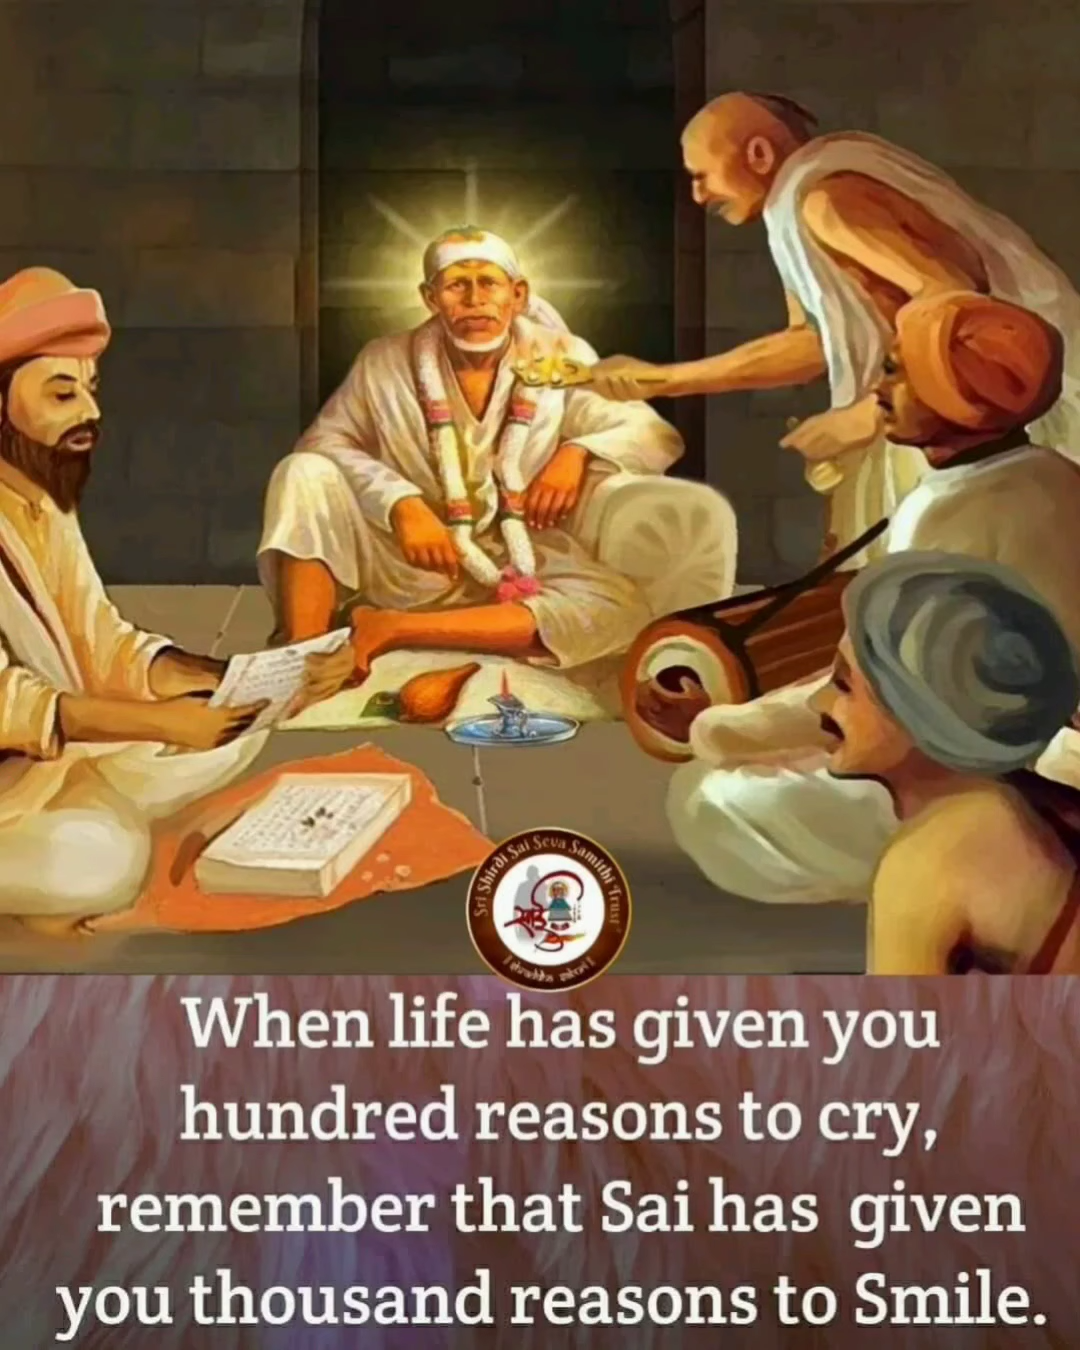 Sri Shirdi Sai Seva Samithi Trust
When life has given you
hundred reasons to cry,
remember that Sai has given
you thousand reasons to Smile.